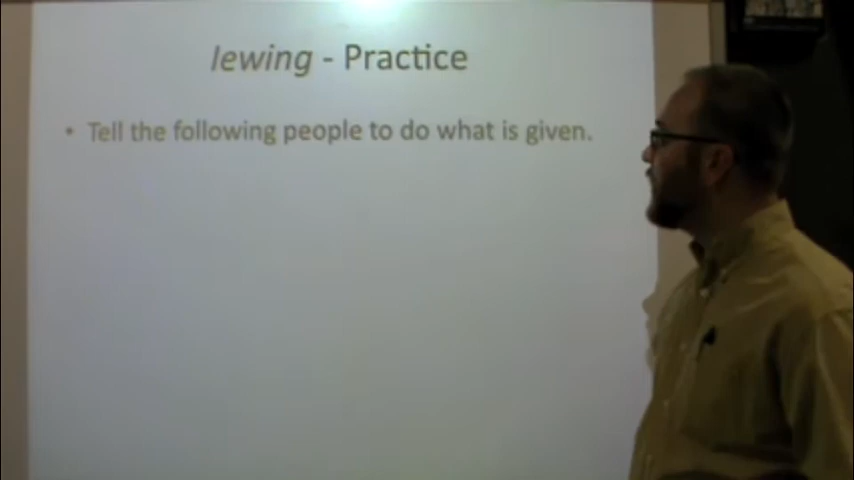 Iewing - Practice
• Tell the following people to do what is given.